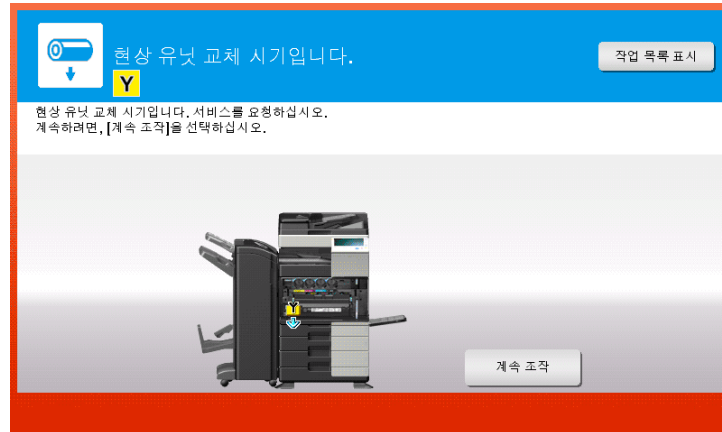 현상 유닛 교체 시기입니다.
Y
작업 목록 표시
현상 유닛 교체 시기입니다. 서비스를 요청하십시오.
계속하려면, [계속 조작]을 선택하십시오.
Y
계속 조작